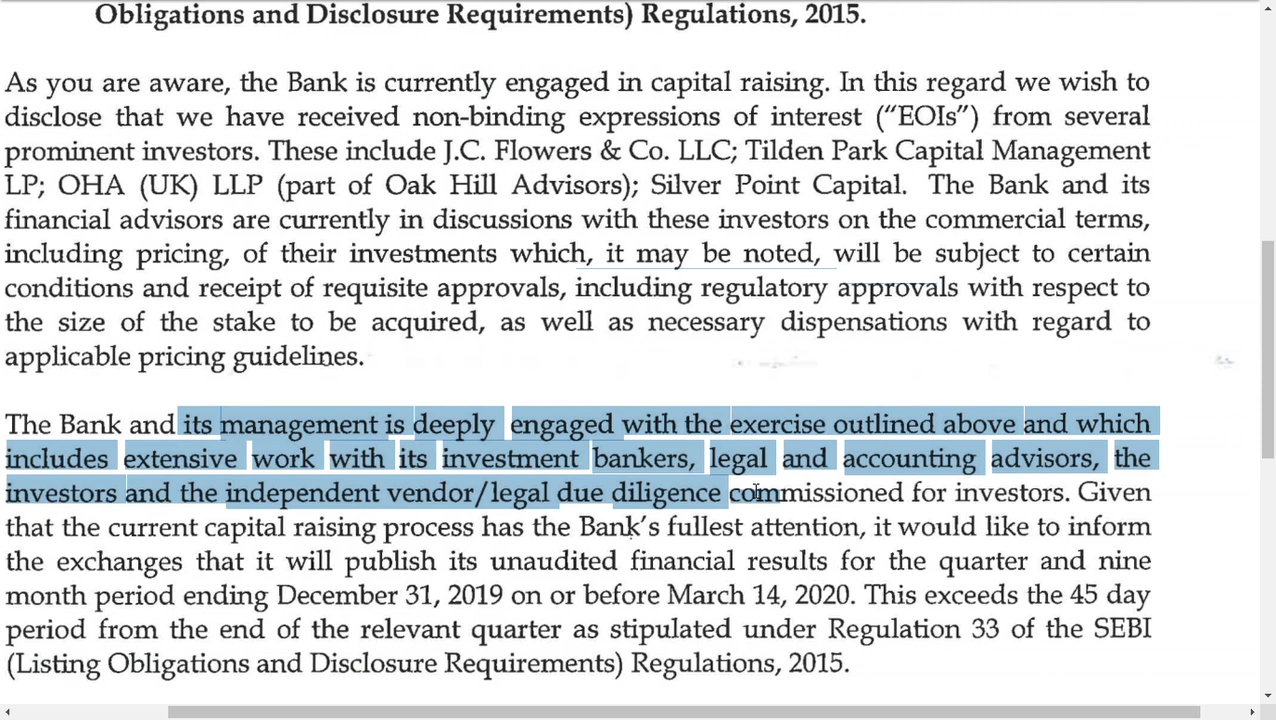 Obligations and Disclosure Requirements) Regulations, 2015.
As you are aware, the Bank is currently engaged in capital raising. In this regard we wish to
disclose that we have received non-binding expressions of interest (“EOIs”) from several
prominent investors. These include J.C. Flowers & Co. LLC; Tilden Park Capital Management
LP; OHA (UK) LLP (part of Oak Hill Advisors); Silver Point Capital. The Bank and its
financial advisors are currently in discussions with these investors on the commercial terms,
including pricing, of their investments which, it may be noted, will be subject to certain
conditions and receipt of requisite approvals, including regulatory approvals with respect to
the size of the stake to be acquired, as well as necessary dispensations with regard to
applicable pricing guidelines.
The Bank and its management is deeply engaged with the exercise outlined above and which
includes extensive work with its investment bankers, legal and accounting advisors, the
investors and the independent vendor/legal due diligence commissioned for investors. Given
that the current capital raising process has the Bank’s fullest attention, it would like to inform
the exchanges that it will publish its unaudited financial results for the quarter and nine
month period ending December 31, 2019 on or before March 14, 2020. This exceeds the 45 day
period from the end of the relevant quarter as stipulated under Regulation 33 of the SEBI
(Listing Obligations and Disclosure Requirements) Regulations, 2015.